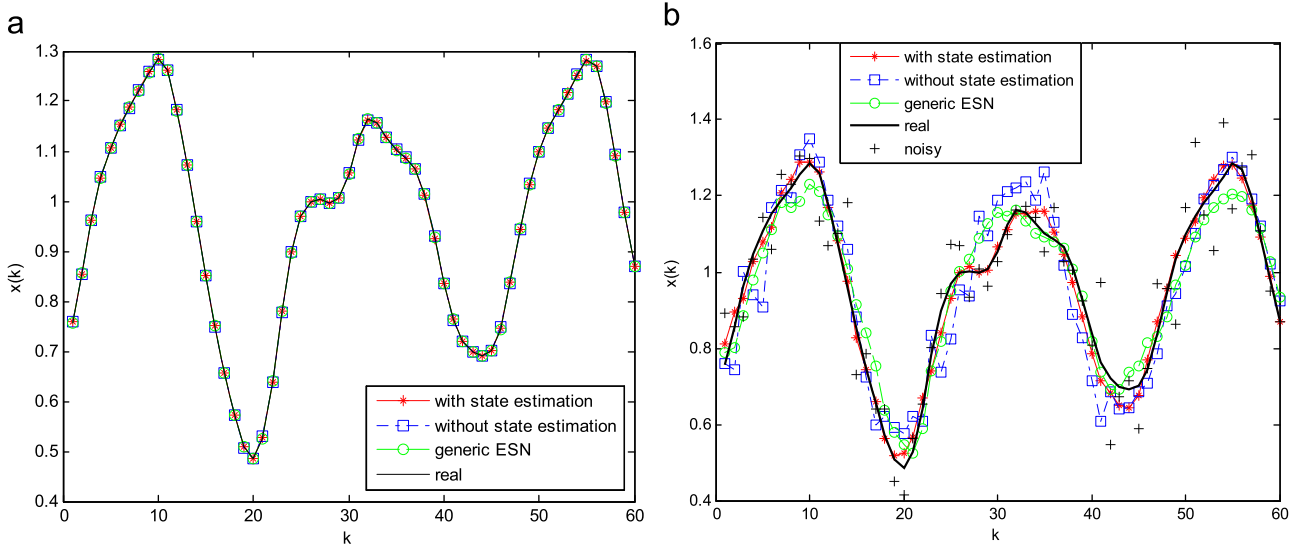 a
1.3
1.2
1.1
1
0.9
0.8
0.7
0.6
0.5
0.4
x(k)
0
10
20
30
40
50
60
k
with state estimation
without state estimation
generic ESN
real
b
1.6
1.4
1.2
1
0.8
0.6
0.4
x(k)
0
10
20
30
40
50
60
k
with state estimation
without state estimation
generic ESN
real
noisy